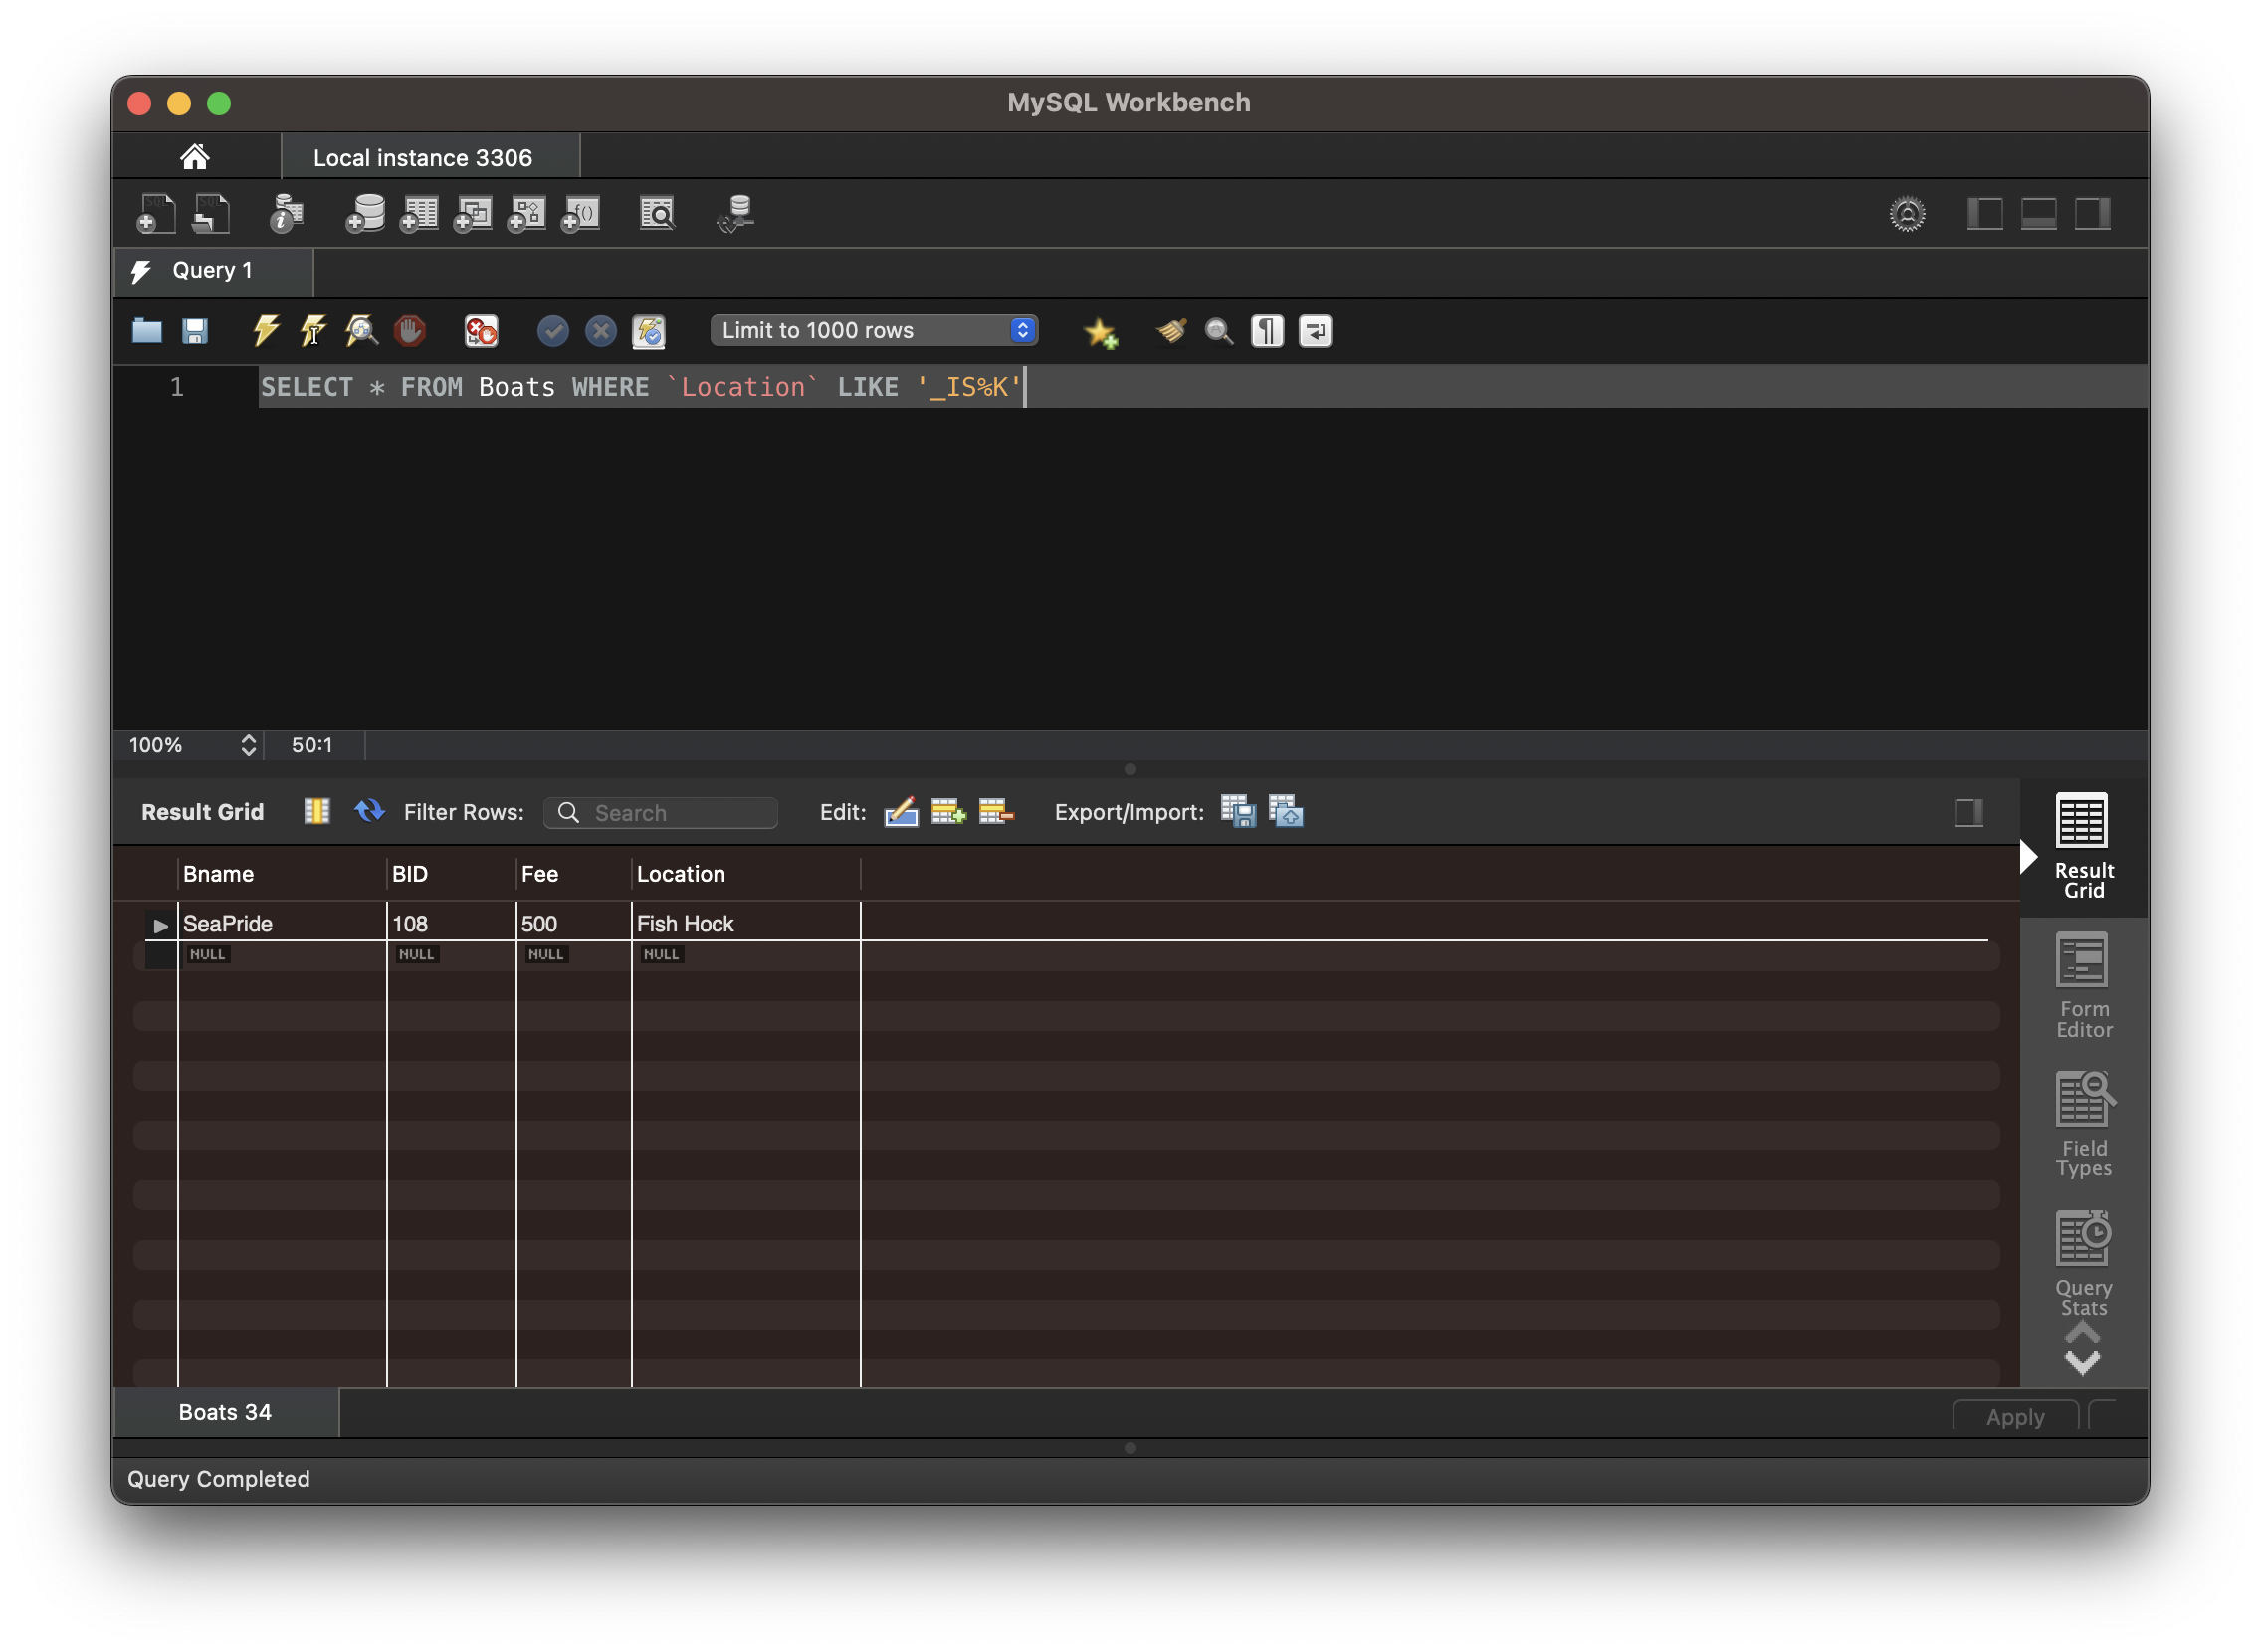 MySQL Workbench
Local instance 3306
Query 1
Limit to 1000 rows
1 SELECT * FROM Boats WHERE `Location` LIKE '_IS%K'
100% 50:1
Result Grid Filter Rows: Search Edit: Export/Import:
Bname BID Fee Location
SeaPride 108 500 Fish Hock
NULL NULL NULL NULL
Result
Grid
Form
Editor
Field
Types
Query
Stats
Boats 34
Apply
Query Completed